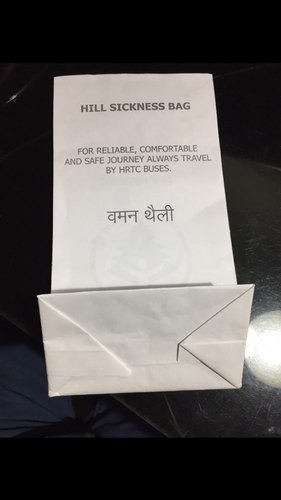 HILL SICKNESS BAG
FOR RELIABLE, COMFORTABLE
AND SAFE JOURNEY ALWAYS TRAVEL
BY HRTC BUSES.
वमन थैली